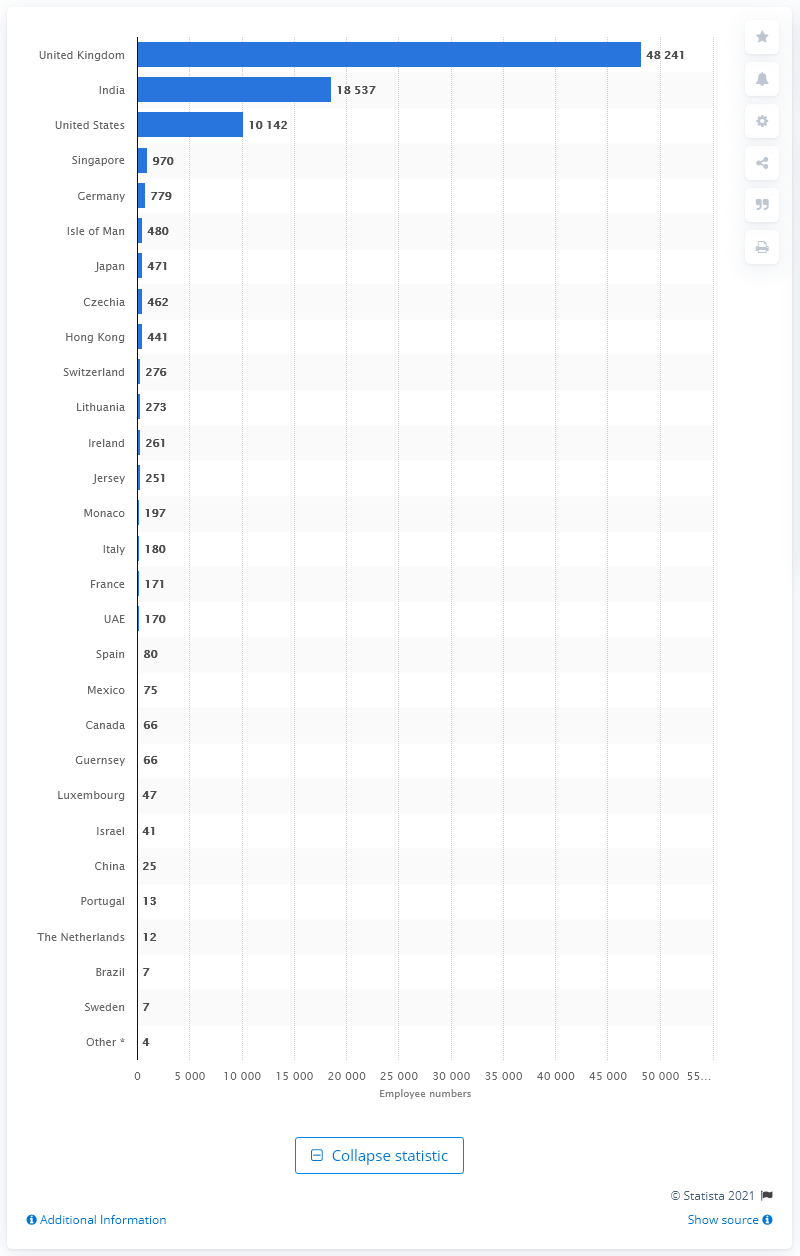 United Kingdom 48 241
India 18 537
United States 10 142
Singapore 970
Germany 779
Isle of Man 480
Japan 471
Czechia 462
Hong Kong 441
Switzerland 276
Lithuania 273
Ireland 261
Jersey 251
Monaco 197
Italy 180
France 171
UAE 170
Spain 80
Mexico 75
Canada 66
Guernsey 66
Luxembourg 47
Israel 41
China 25
Portugal 13
The Netherlands 12
Brazil 7
Sweden 7
Other * 4
0 5 000 10 000 15 000 20 000 25 000 30 000 35 000 40 000 45 000 50 000 55…
Employee numbers
Collapse statistic
© Statista 2021
Additional Information Show source